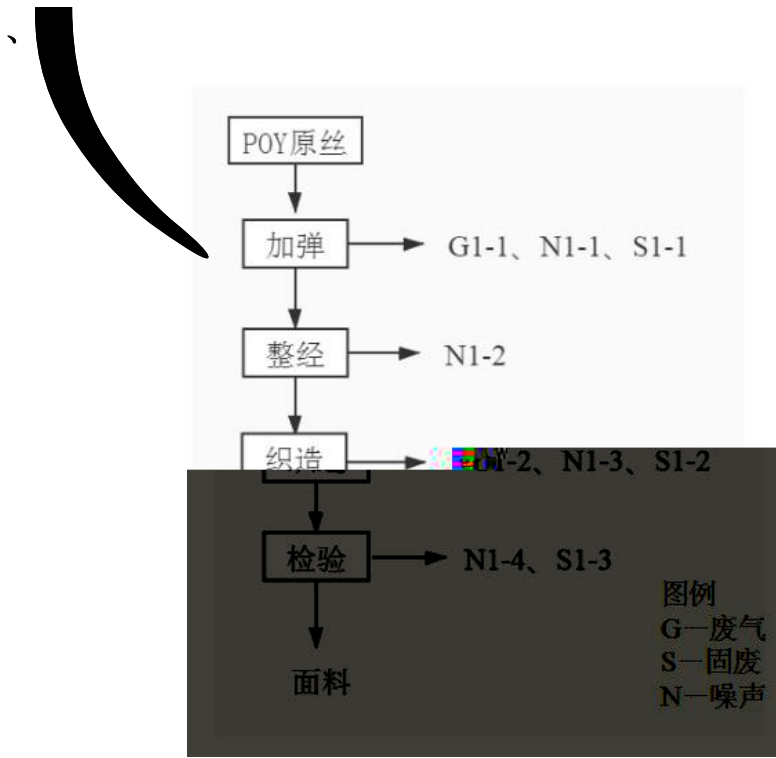 、
POY原丝
加弹 G1-1、N1-1、S1-1
整经 N1-2
织造 -2、N1-3、S1-2
检验 N1-4、S1-3
面料
图例
G—废气
S—固废
N—噪声